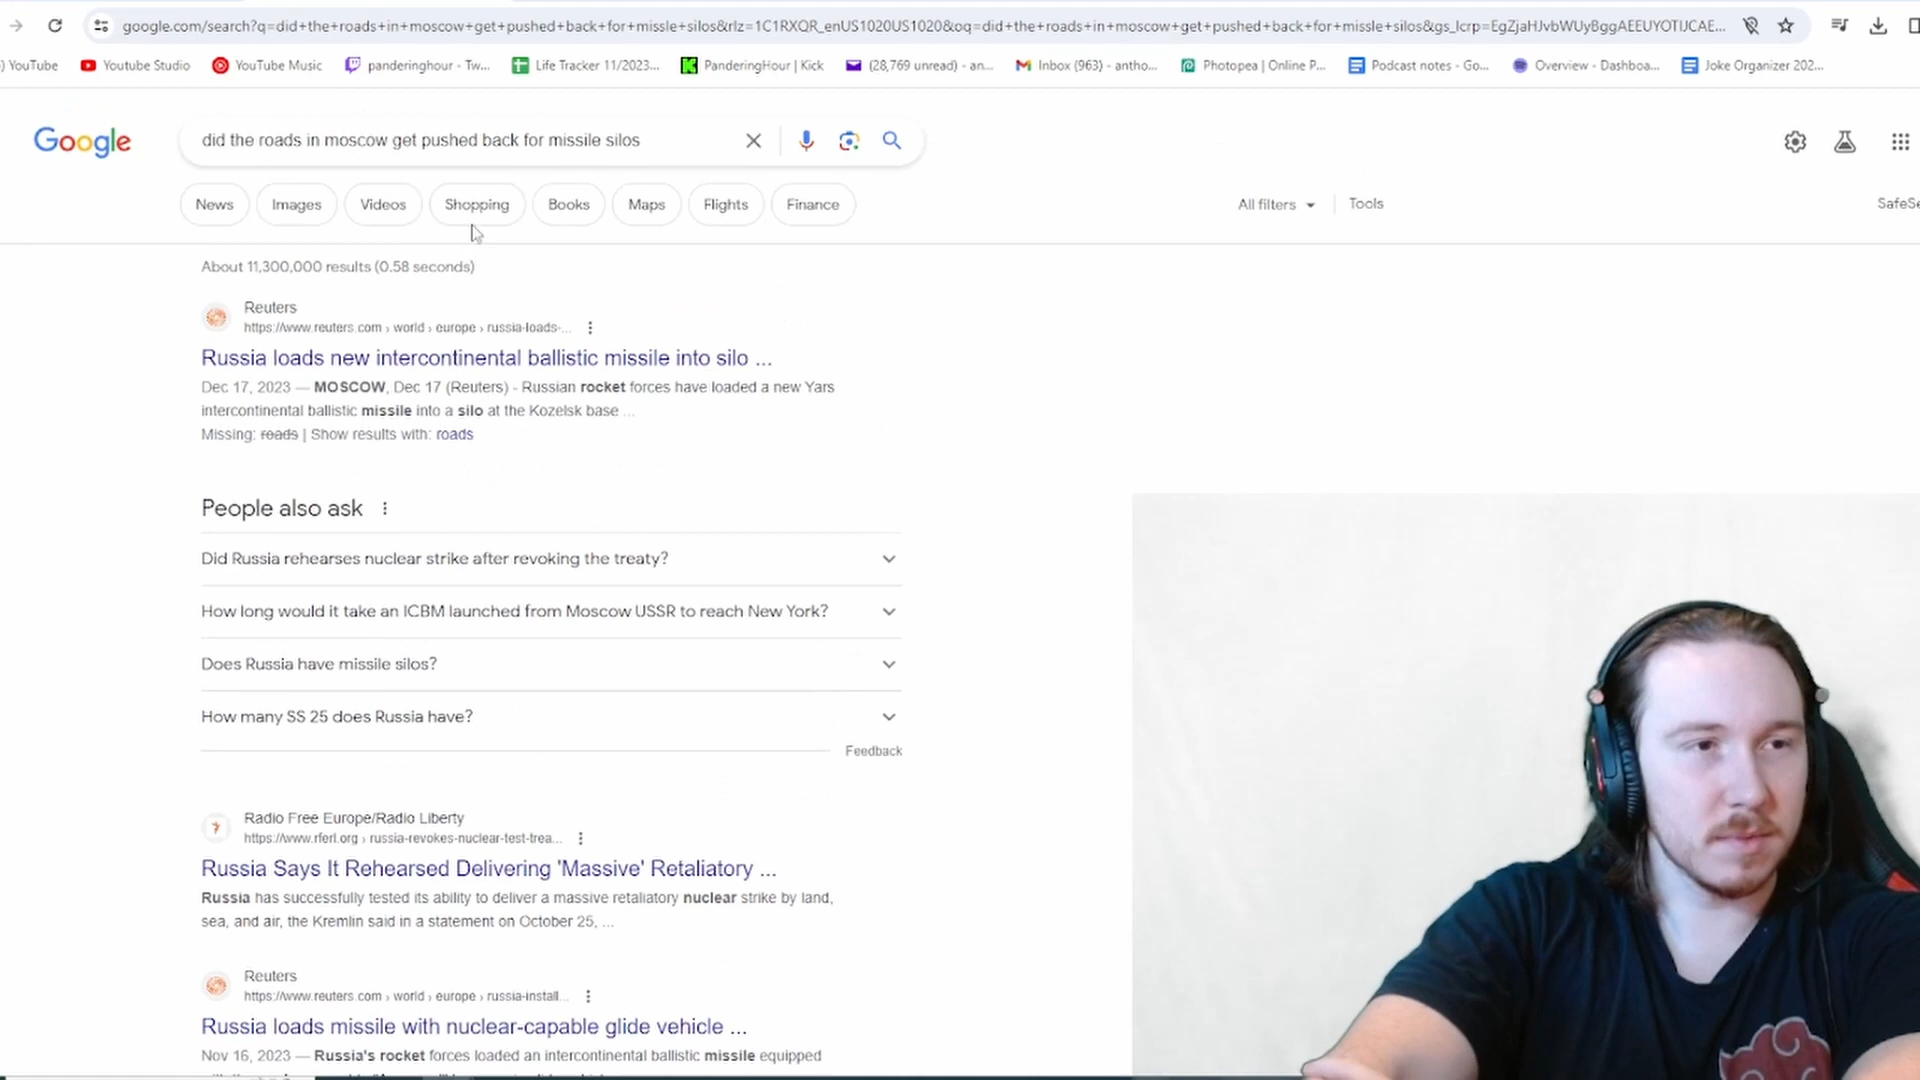 google.com/search?q=did+the+roads+in+moscow+get+pushed+back+for+missle+silos&rlz=1C1RXQR_enUS1020US1020&oq=did+the+roads+in+moscow+get+pushed+back+for+missle+silos&gs_lcrp=EgZjaHJvbWUyBggAEEUYOTIJCAE...
) YouTube
Youtube Studio
YouTube Music
panderinghour - Tw...
Life Tracker 11/2023...
PanderingHour | Kick
(28,769 unread) - an...
Inbox (963) - antho...
Photopea | Online P...
Podcast notes - Go...
Overview - Dashboa...
Joke Organizer 202...
Google
did the roads in moscow get pushed back for missile silos
News
Images
Videos
Shopping
Books
Maps
Flights
Finance
All filters
Tools
SafeSe
About 11,300,000 results (0.58 seconds)
Reuters
https://www.reuters.com › world › europe › russia-loads-...
Russia loads new intercontinental ballistic missile into silo ...
Dec 17, 2023 — MOSCOW, Dec 17 (Reuters) - Russian rocket forces have loaded a new Yars
intercontinental ballistic missile into a silo at the Kozelsk base ...
Missing: roads | Show results with: roads
People also ask
Did Russia rehearses nuclear strike after revoking the treaty?
How long would it take an ICBM launched from Moscow USSR to reach New York?
Does Russia have missile silos?
How many SS 25 does Russia have?
Feedback
Radio Free Europe/Radio Liberty
https://www.rferl.org › russia-revokes-nuclear-test-trea...
Russia Says It Rehearsed Delivering 'Massive' Retaliatory ...
Russia has successfully tested its ability to deliver a massive retaliatory nuclear strike by land,
sea, and air, the Kremlin said in a statement on October 25, ...
Reuters
https://www.reuters.com › world › europe › russia-install...
Russia loads missile with nuclear-capable glide vehicle ...
Nov 16, 2023 — Russia's rocket forces loaded an intercontinental ballistic missile equipped